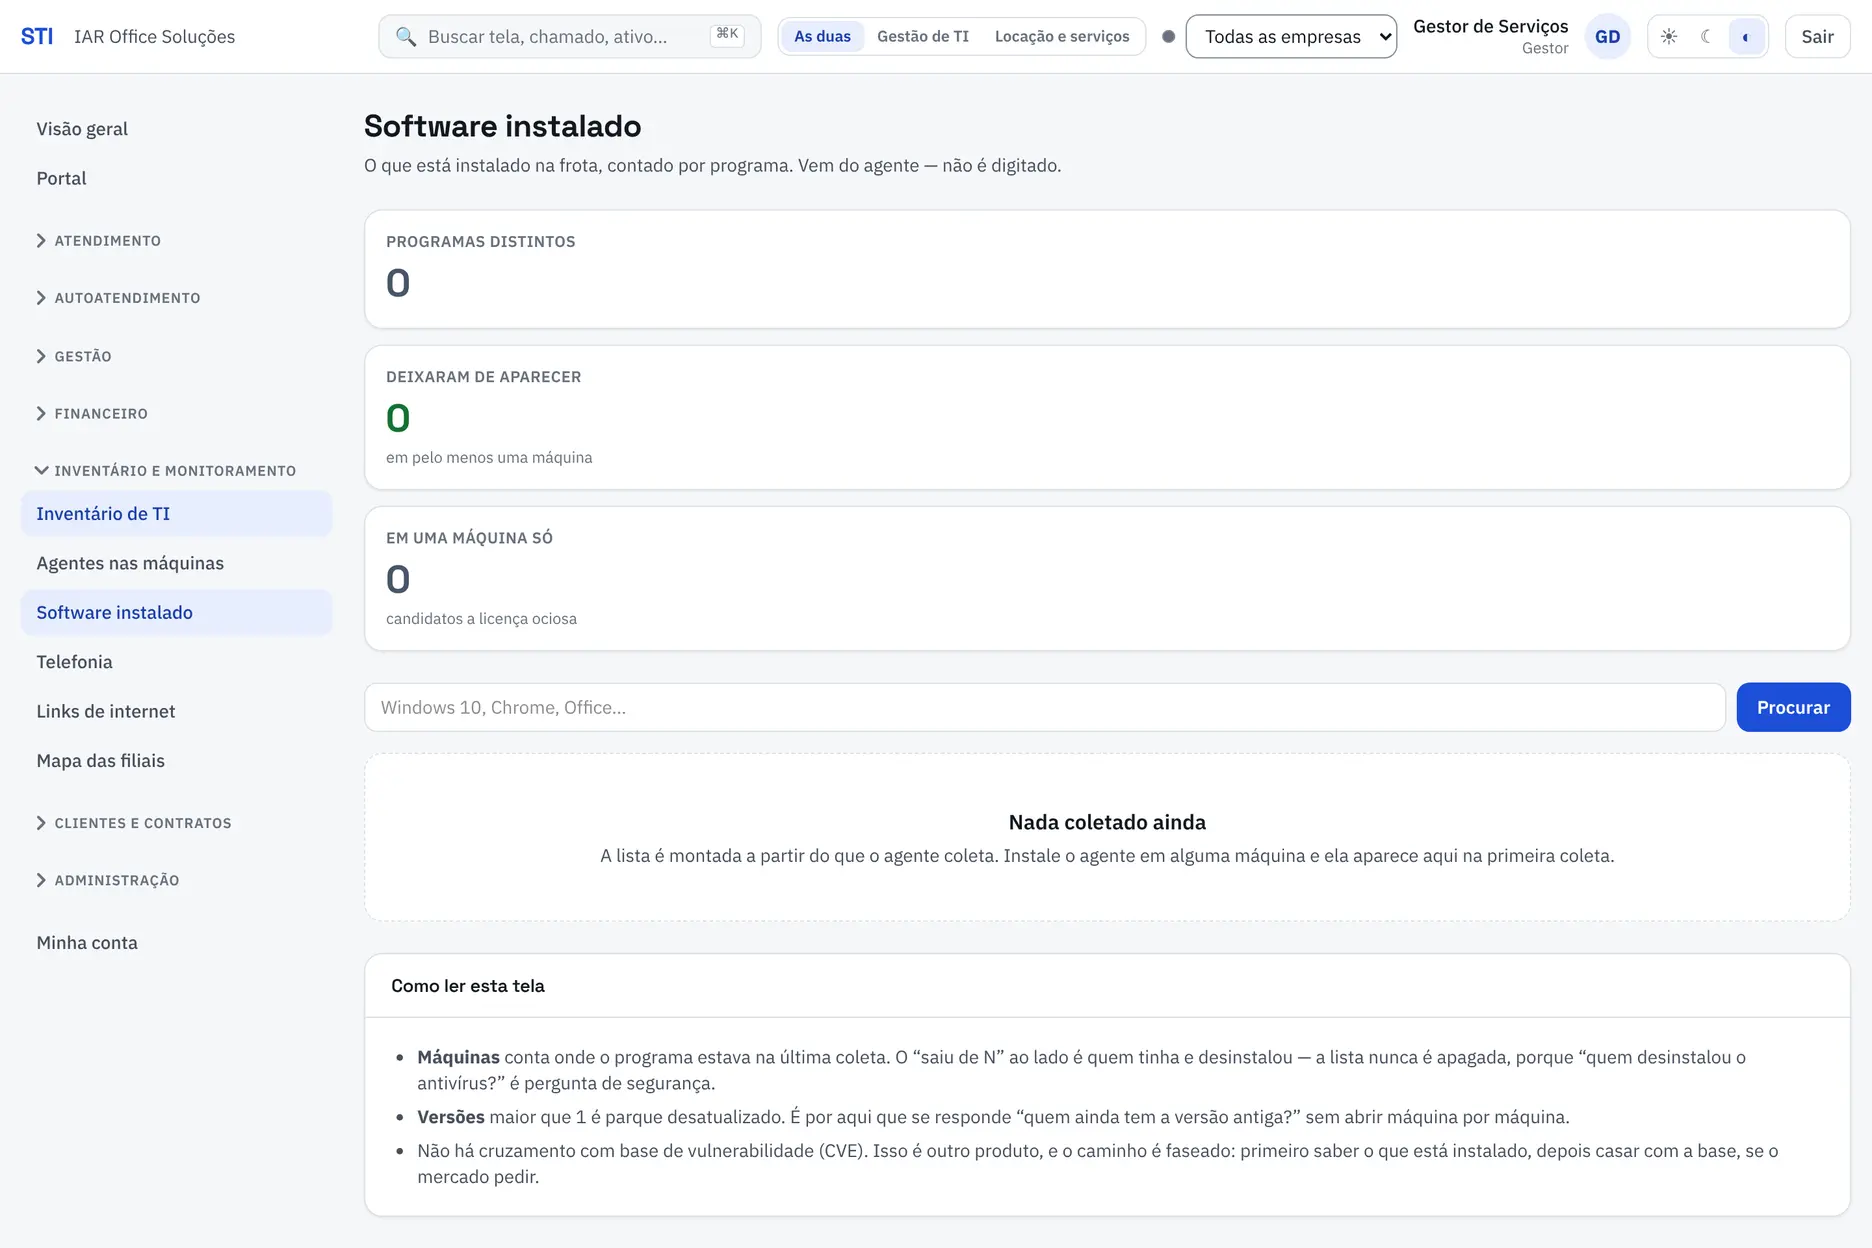 STI IAR Office Soluções
Buscar tela, chamado, ativo... ⌘K
As duas Gestão de TI Locação e serviços
Todas as empresas
Gestor de Serviços
Gestor
GD
Sair
Visão geral
Portal
ATENDIMENTO
AUTOATENDIMENTO
GESTÃO
FINANCEIRO
INVENTÁRIO E MONITORAMENTO
Inventário de TI
Agentes nas máquinas
Software instalado
Telefonia
Links de internet
Mapa das filiais
CLIENTES E CONTRATOS
ADMINISTRAÇÃO
Minha conta
Software instalado
O que está instalado na frota, contado por programa. Vem do agente — não é digitado.
PROGRAMAS DISTINTOS
0
DEIXARAM DE APARECER
0
em pelo menos uma máquina
EM UMA MÁQUINA SÓ
0
candidatos a licença ociosa
Windows 10, Chrome, Office...
Procurar
Nada coletado ainda
A lista é montada a partir do que o agente coleta. Instale o agente em alguma máquina e ela aparece aqui na primeira coleta.
Como ler esta tela
• Máquinas conta onde o programa estava na última coleta. O “saiu de N” ao lado é quem tinha e desinstalou — a lista nunca é apagada, porque “quem desinstalou o
antivírus?” é pergunta de segurança.
• Versões maior que 1 é parque desatualizado. É por aqui que se responde “quem ainda tem a versão antiga?” sem abrir máquina por máquina.
• Não há cruzamento com base de vulnerabilidade (CVE). Isso é outro produto, e o caminho é faseado: primeiro saber o que está instalado, depois casar com a base, se o
mercado pedir.